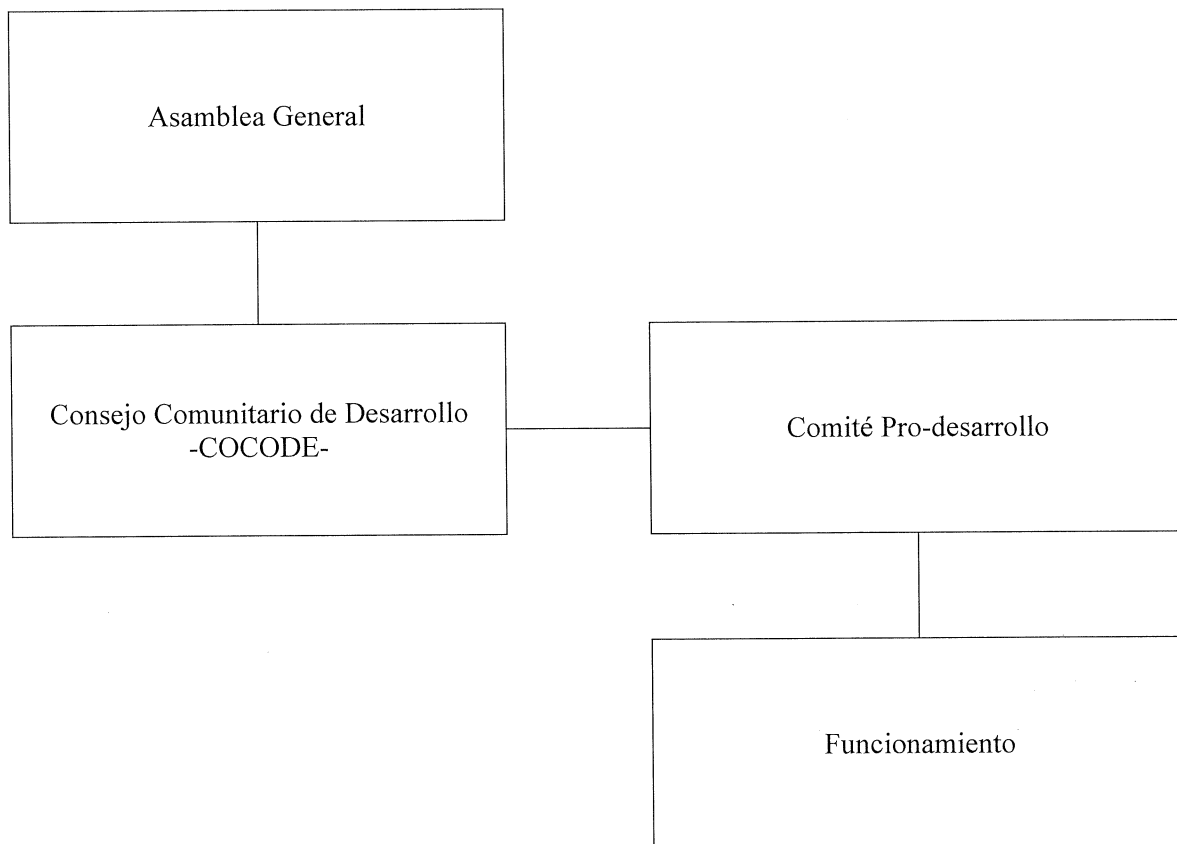 Asamblea General
Consejo Comunitario de Desarrollo
-COCODE-
Comité Pro-desarrollo
Funcionamiento